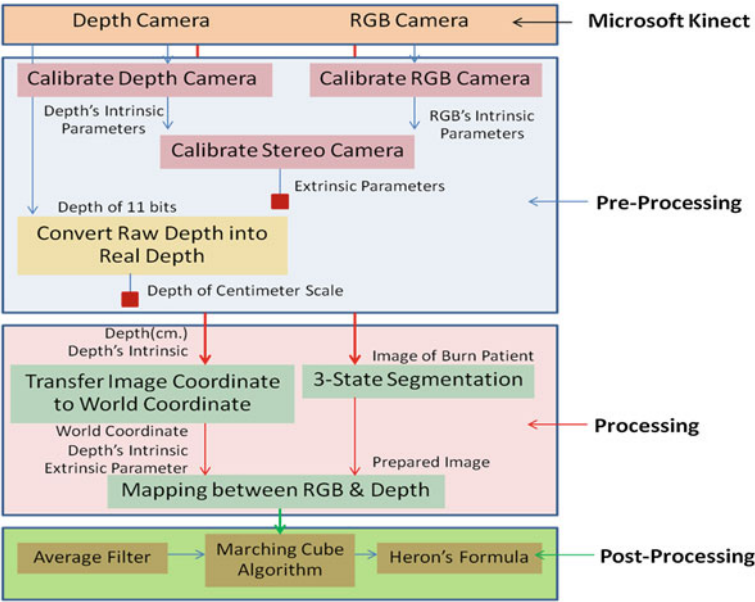 Depth Camera
RGB Camera
Microsoft Kinect
Calibrate Depth Camera
Calibrate RGB Camera
Depth's Intrinsic
Parameters
RGB's Intrinsic
Parameters
Calibrate Stereo Camera
Extrinsic Parameters
Pre-Processing
Depth of 11 bits
Convert Raw Depth into
Real Depth
Depth of Centimeter Scale
Depth(cm.)
Depth's Intrinsic
Image of Burn Patient
Transfer Image Coordinate
to World Coordinate
3-State Segmentation
Processing
World Coordinate
Depth's Intrinsic
Extrinsic Parameter
Prepared Image
Mapping between RGB & Depth
Average Filter
Marching Cube
Algorithm
Heron's Formula
Post-Processing